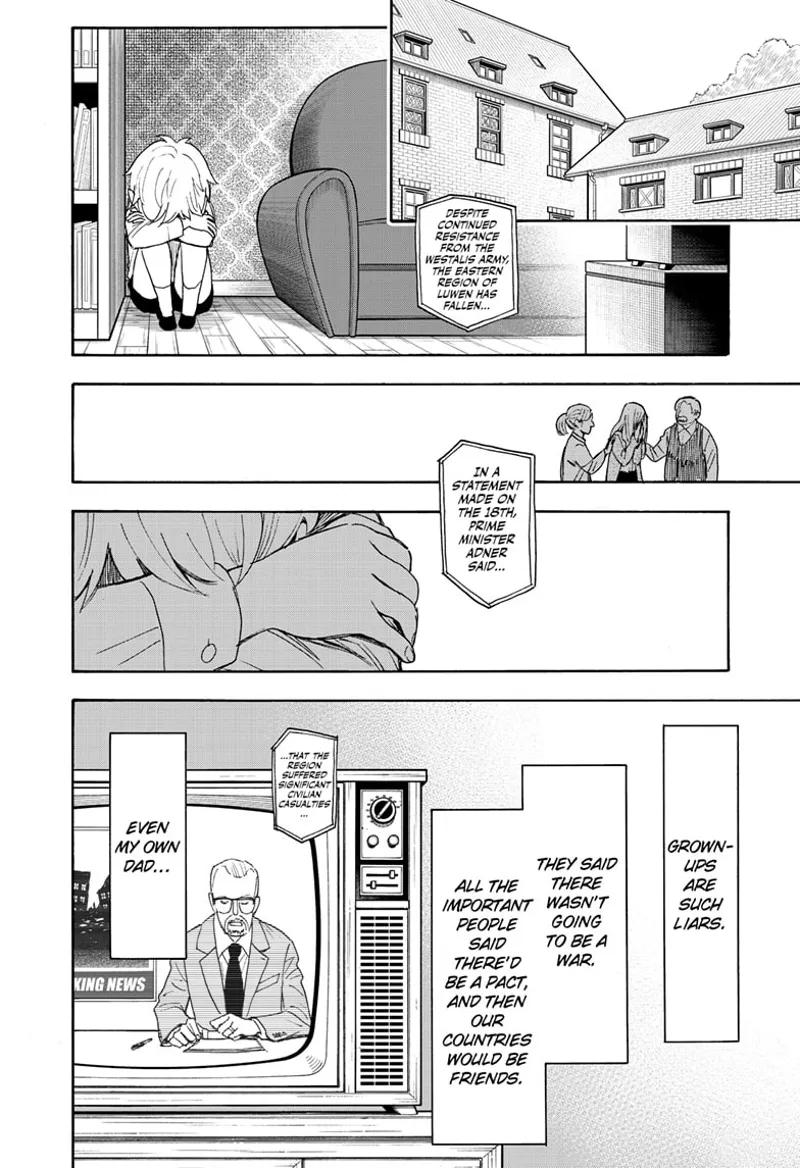 DESPITE
CONTINUED
RESISTANCE
FROM THE
WESTALIS ARMY,
THE EASTERN
REGION OF
LUWEN HAS
FALLEN...
IN A
STATEMENT
MADE ON
THE 18TH,
PRIME
MINISTER
ADNER
SAID...
GROWN-
UPS
ARE
SUCH
LIARS.
THEY SAID
THERE
WASN'T
GOING
TO BE A
WAR.
ALL THE
IMPORTANT
PEOPLE
SAID
THERE'D
BE A PACT,
AND THEN
OUR
COUNTRIES
WOULD BE
FRIENDS.
...THAT THE
REGION
SUFFERED
SIGNIFICANT
CIVILIAN
CASUALTIES
...
EVEN
MY OWN
DAD...
KING NEWS